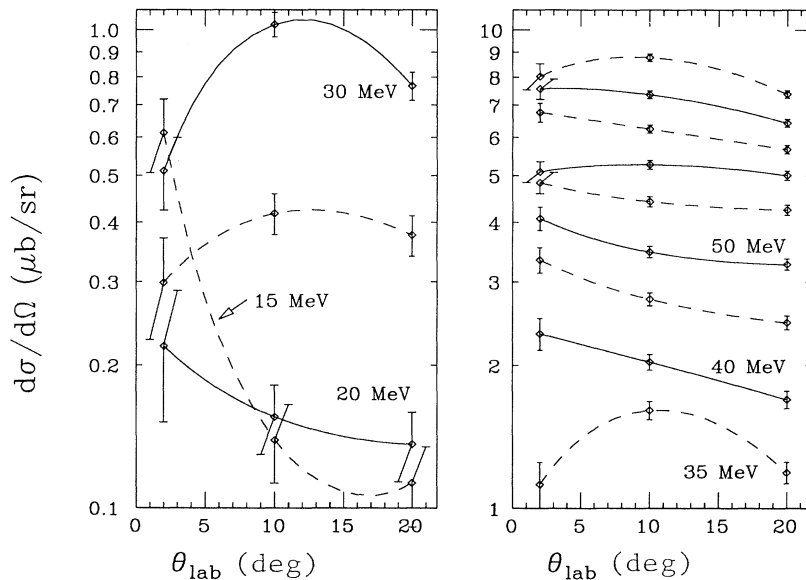 dσ/dΩ (μb/sr)
1.0
0.9
0.8
0.7
0.6
0.5
0.4
0.3
0.2
0.1
30 MeV
15 MeV
20 MeV
0 5 10 15 20
θlab (deg)
10
9
8
7
6
5
4
3
2
1
50 MeV
40 MeV
35 MeV
0 5 10 15 20
θlab (deg)